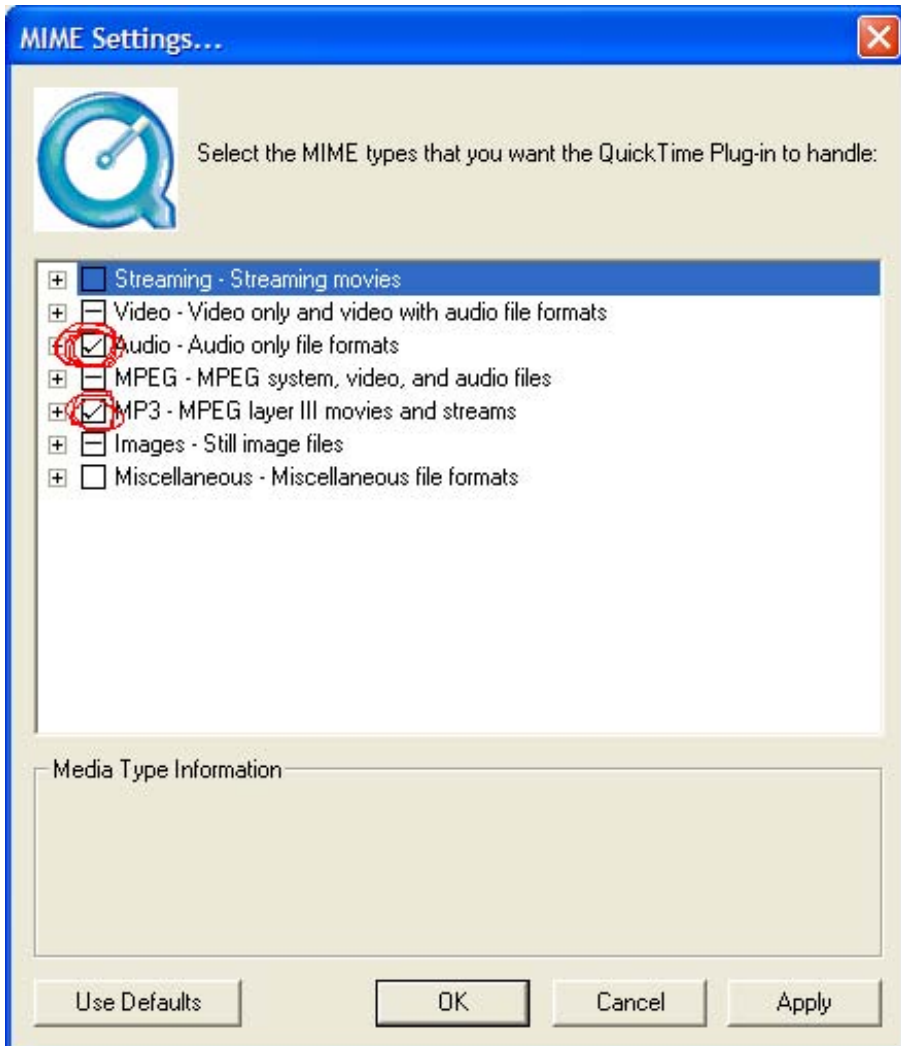 MIME Settings...
Select the MIME types that you want the QuickTime Plug-in to handle:
Streaming - Streaming movies
Video - Video only and video with audio file formats
Audio - Audio only file formats
MPEG - MPEG system, video, and audio files
MP3 - MPEG layer III movies and streams
Images - Still image files
Miscellaneous - Miscellaneous file formats
Media Type Information
Use Defaults OK Cancel Apply